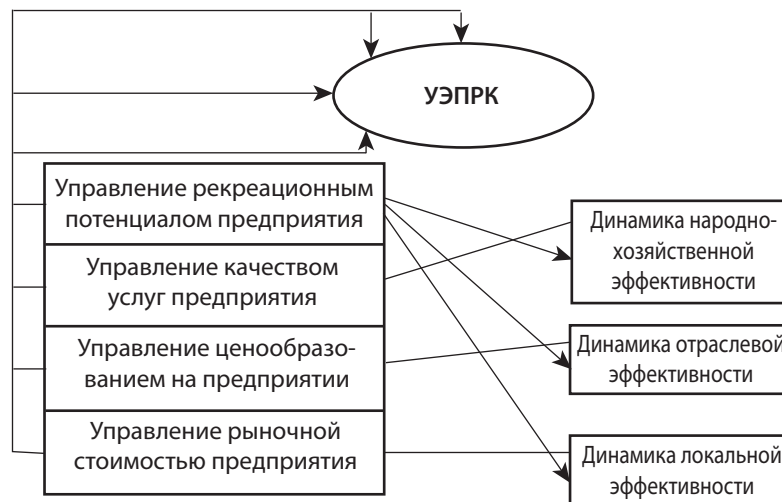 УЭПРК
Управление рекреационным
потенциалом предприятия
Управление качеством
услуг предприятия
Управление ценообразо-
ванием на предприятии
Управление рыночной
стоимостью предприятия
Динамика народно-
хозяйственной
эффективности
Динамика отраслевой
эффективности
Динамика локальной
эффективности